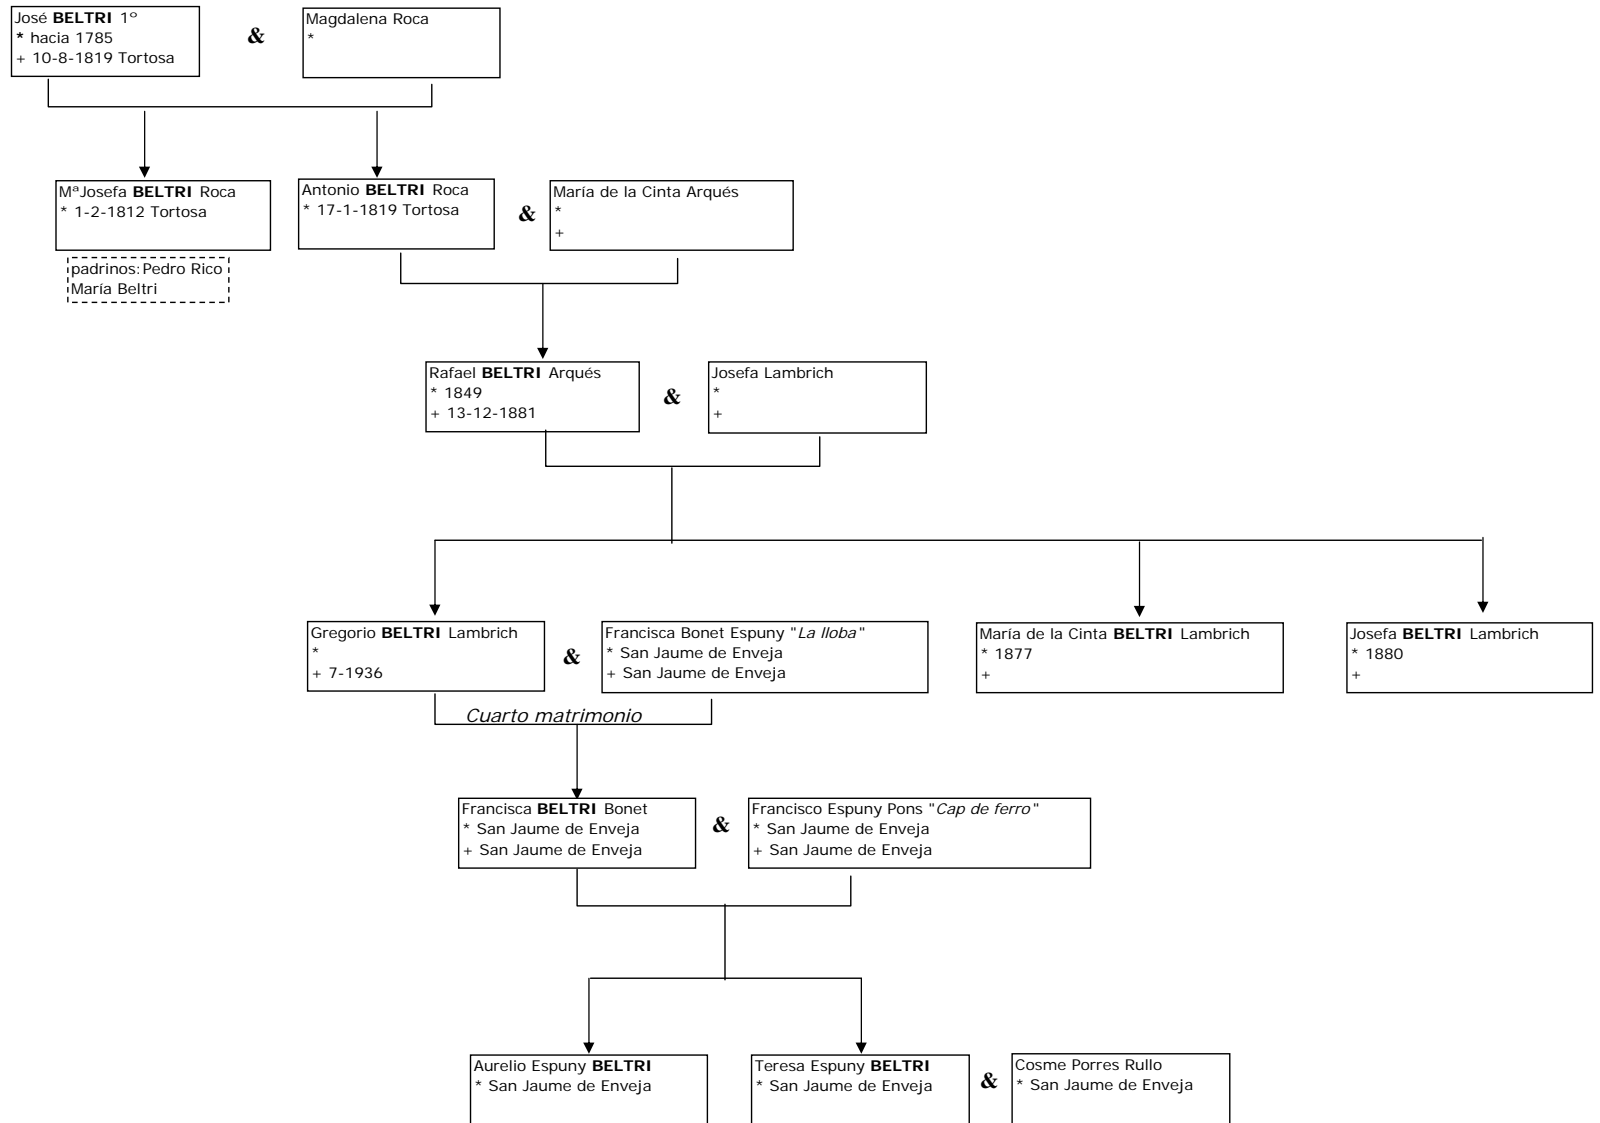 José BELTRI 1º
* hacia 1785
+ 10-8-1819 Tortosa
&
Magdalena Roca
*
MªJosefa BELTRI Roca
* 1-2-1812 Tortosa
padrinos: Pedro Rico
María Beltri
Antonio BELTRI Roca
* 17-1-1819 Tortosa
&
María de la Cinta Arqués
*
+
Rafael BELTRI Arqués
* 1849
+ 13-12-1881
&
Josefa Lambrich
*
+
Gregorio BELTRI Lambrich
*
+ 7-1936
&
Francisca Bonet Espuny "La lloba"
* San Jaume de Enveja
+ San Jaume de Enveja
María de la Cinta BELTRI Lambrich
* 1877
+
Josefa BELTRI Lambrich
* 1880
+
Cuarto matrimonio
Francisca BELTRI Bonet
* San Jaume de Enveja
+ San Jaume de Enveja
&
Francisco Espuny Pons "Cap de ferro"
* San Jaume de Enveja
+ San Jaume de Enveja
Aurelio Espuny BELTRI
* San Jaume de Enveja
Teresa Espuny BELTRI
* San Jaume de Enveja
&
Cosme Porres Rullo
* San Jaume de Enveja